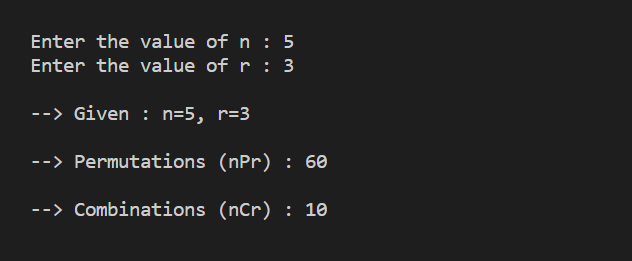 Enter the value of n : 5
Enter the value of r : 3
--> Given : n=5, r=3
--> Permutations (nPr) : 60
--> Combinations (nCr) : 10